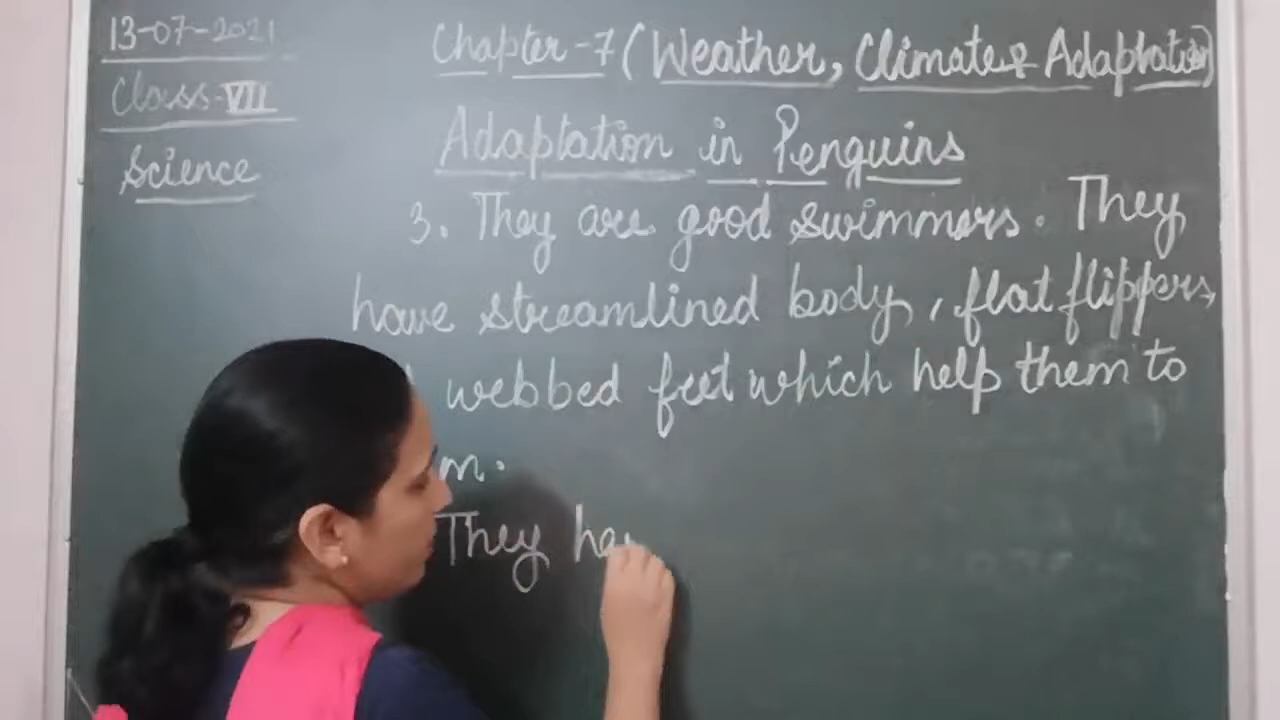 13-07-2021
Class-VII
Science
Chapter-7 (Weather, Climate & Adaptation)
Adaptation in Penguins
3. They are good swimmers. They
have streamlined body, flat flippers,
webbed feet which help them to
They